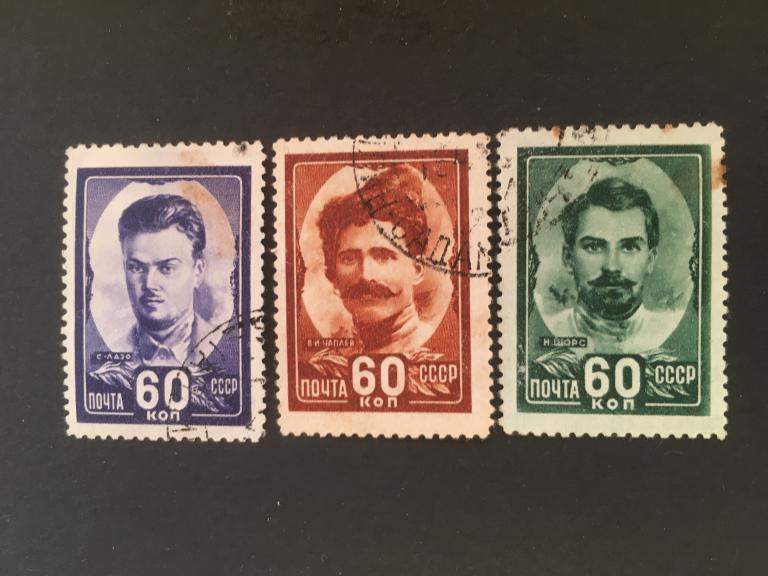 С. ЛАЗО
ПОЧТА 60 СССР
КОП
В.И. ЧАПАЕВ
ПОЧТА 60 СССР
КОП
Н. ЩОРС
ПОЧТА 60 СССР
КОП